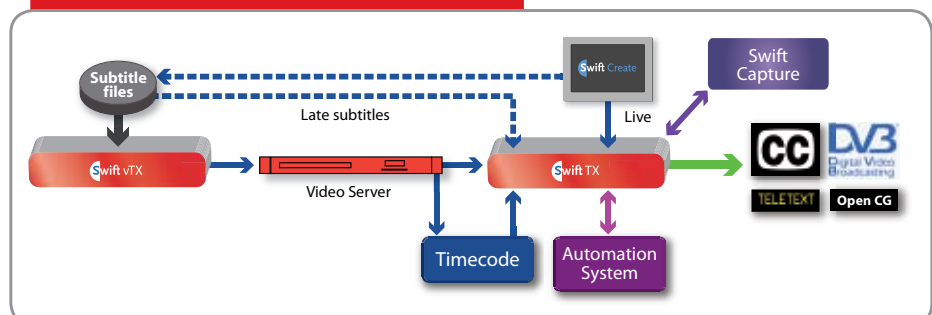 Subtitle
files
Swift Create
Swift
Capture
Late subtitles
Live
Swift vTX
Video Server
Swift TX
CC
DVB
Digital Video
Broadcasting
TELETEXT
Open CG
Timecode
Automation
System